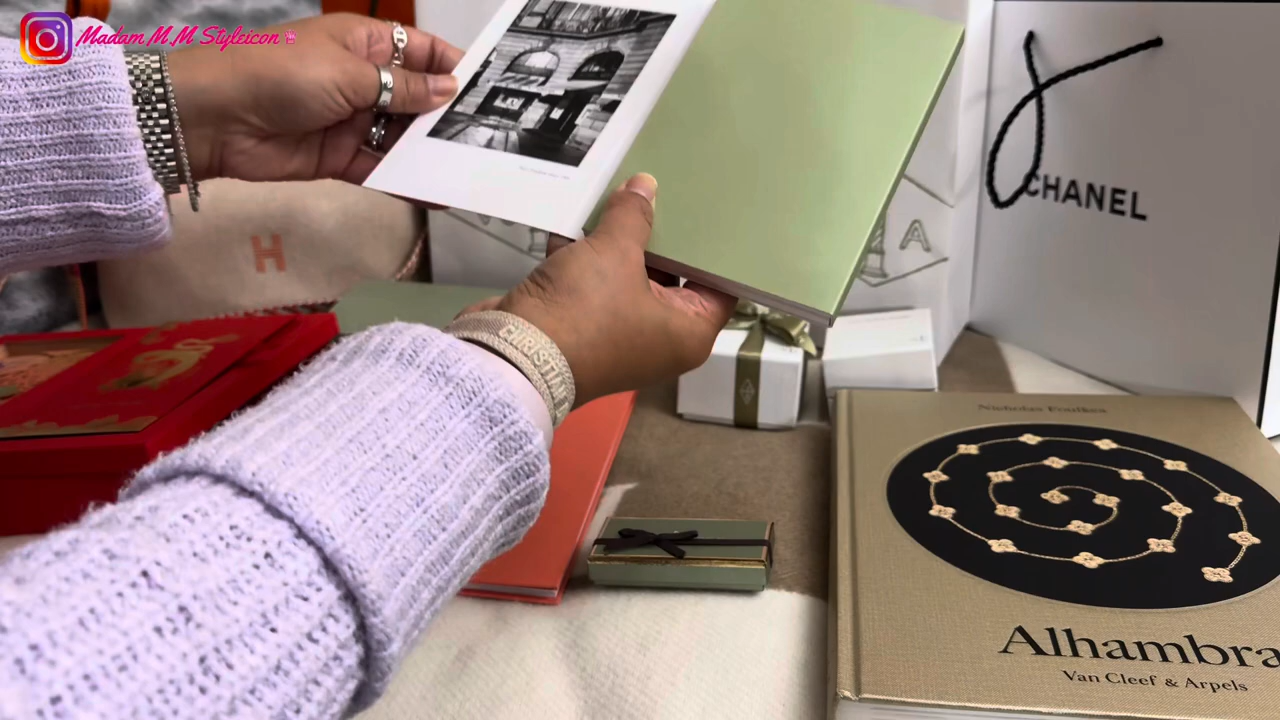 Madam M.M Styleicon
H
CHANEL
A
CHRISTIAN
Nicholas Foulkes
Alhambra
Van Cleef & Arpels